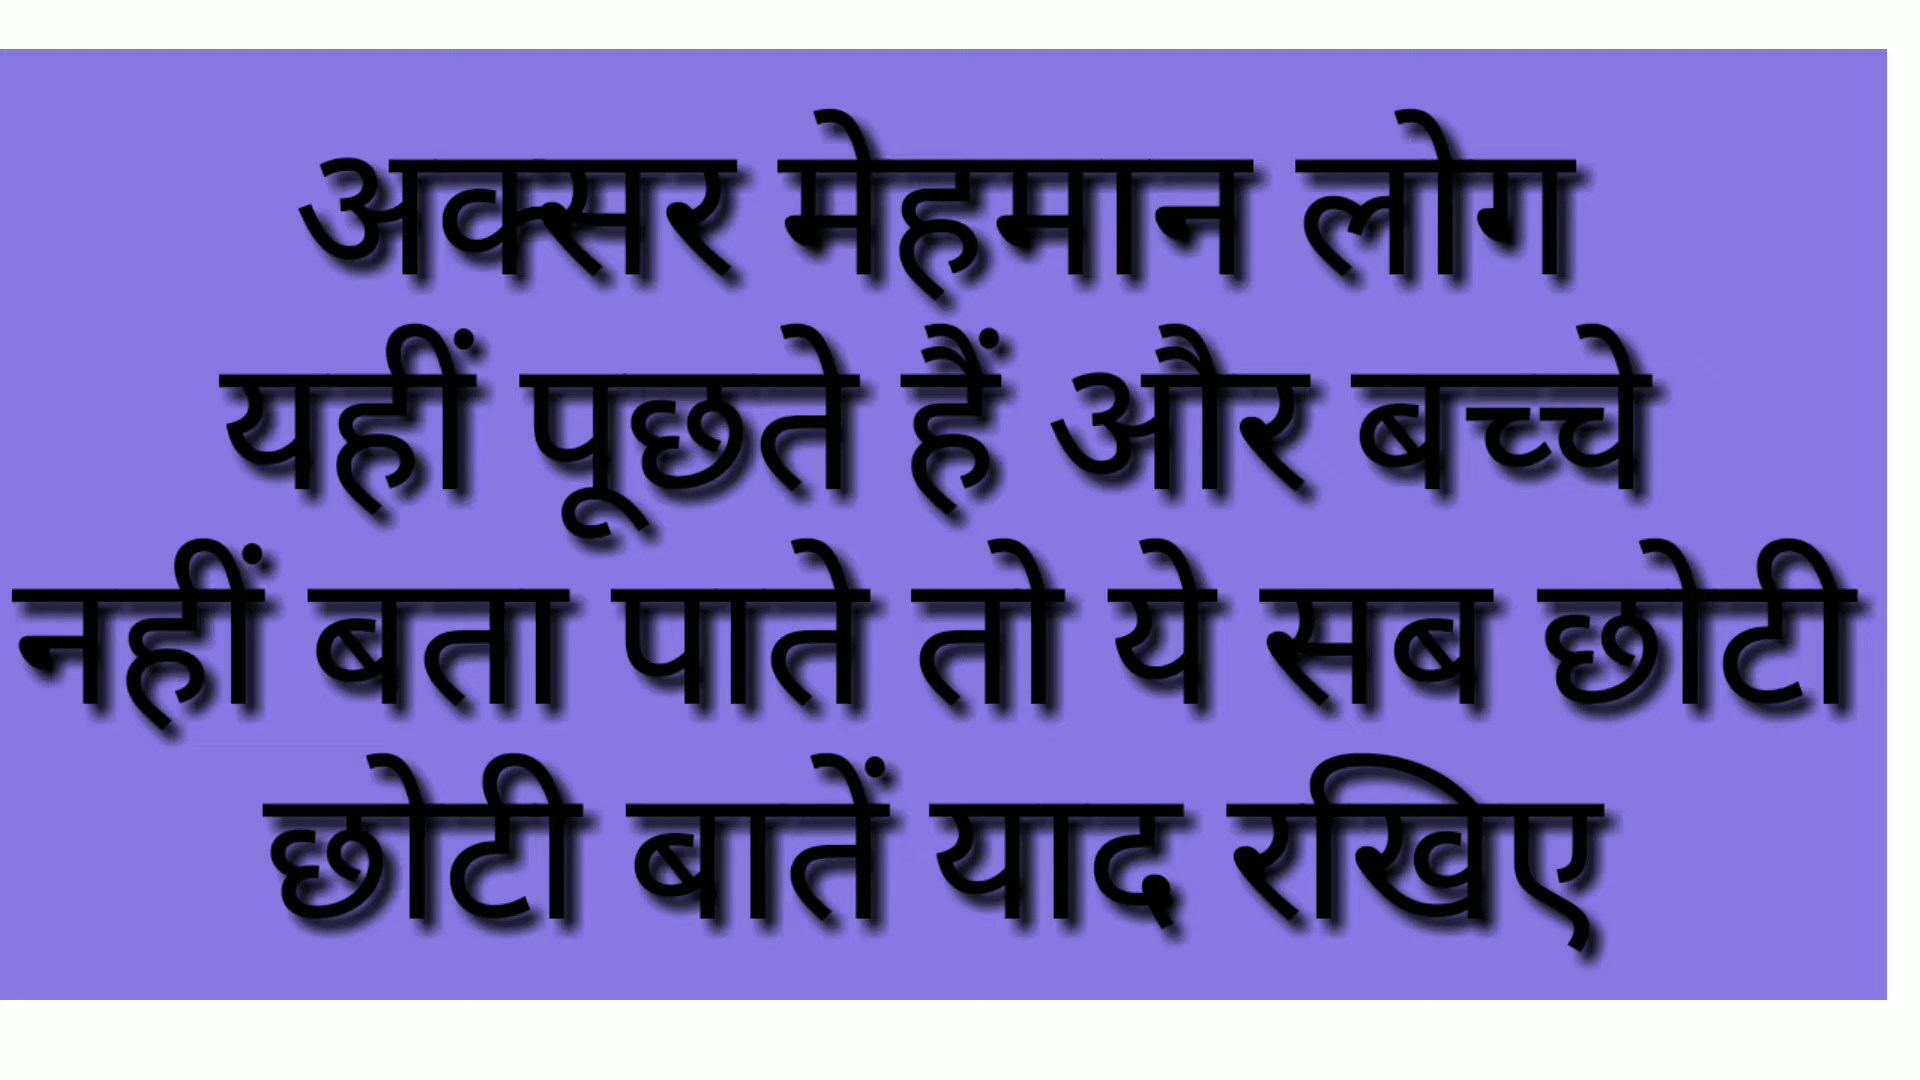 अक्सर मेहमान लोग
यहीं पूछते हैं और बच्चे
नहीं बता पाते तो ये सब छोटी
छोटी बातें याद रखिए